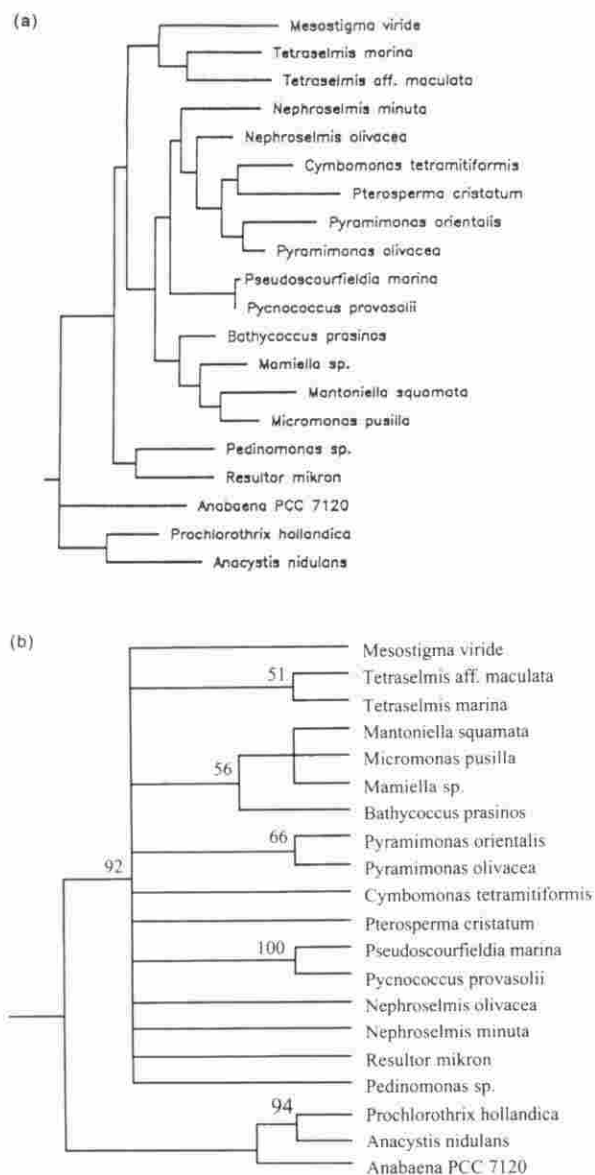 (a)
Mesostigma viride
Tetraselmis marina
Tetraselmis aff. maculata
Nephroselmis minuta
Nephroselmis olivacea
Cymbomonas tetramitiformis
Pterosperma cristatum
Pyramimonas orientalis
Pyramimonas olivacea
Pseudoscourfieldia marina
Pycnococcus provasolii
Bathycoccus prasinos
Mamiella sp.
Mantoniella squamata
Micromonas pusilla
Pedinomonas sp.
Resultor mikron
Anabaena PCC 7120
Prochlorothrix hollandica
Anacystis nidulans
(b)
Mesostigma viride
51
Tetraselmis aff. maculata
Tetraselmis marina
Mantoniella squamata
56
Micromonas pusilla
Mamiella sp.
Bathycoccus prasinos
66
Pyramimonas orientalis
Pyramimonas olivacea
92
Cymbomonas tetramitiformis
Pterosperma cristatum
100
Pseudoscourfieldia marina
Pycnococcus provasolii
Nephroselmis olivacea
Nephroselmis minuta
Resultor mikron
Pedinomonas sp.
94
Prochlorothrix hollandica
Anacystis nidulans
Anabaena PCC 7120